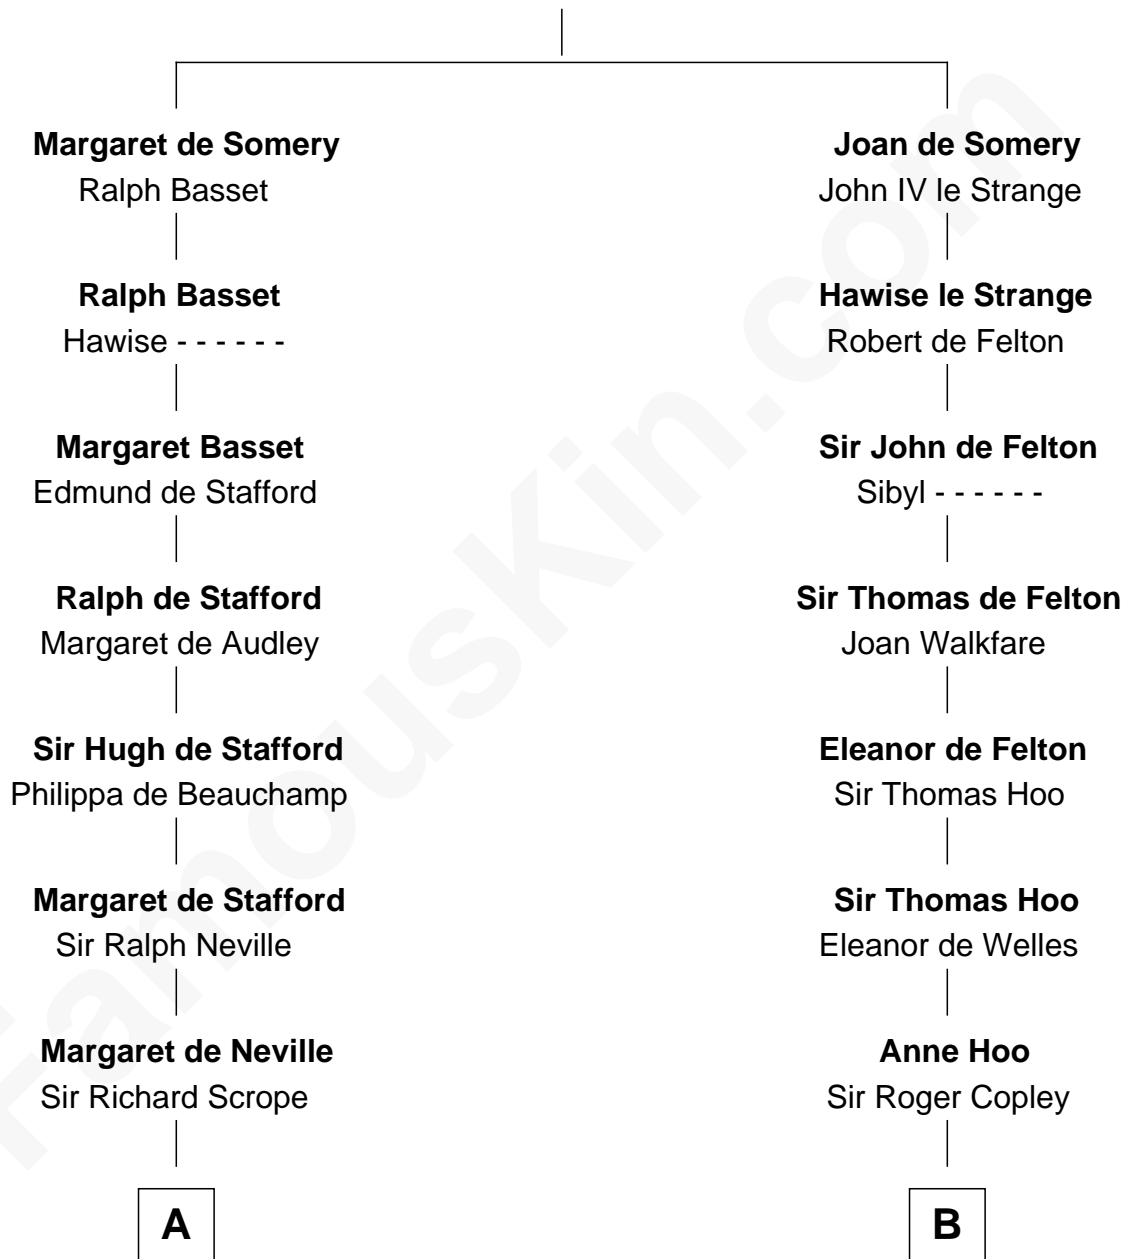 Margaret de Somery
Ralph Basset
Ralph Basset
Hawise - - - - - -
Margaret Basset
Edmund de Stafford
Ralph de Stafford
Margaret de Audley
Sir Hugh de Stafford
Philippa de Beauchamp
Margaret de Stafford
Sir Ralph Neville
Margaret de Neville
Sir Richard Scrope
A
Joan de Somery
John IV le Strange
Hawise le Strange
Robert de Felton
Sir John de Felton
Sibyl - - - - - -
Sir Thomas de Felton
Joan Walkfare
Eleanor de Felton
Sir Thomas Hoo
Sir Thomas Hoo
Eleanor de Welles
Anne Hoo
Sir Roger Copley
B
FamousKin.com